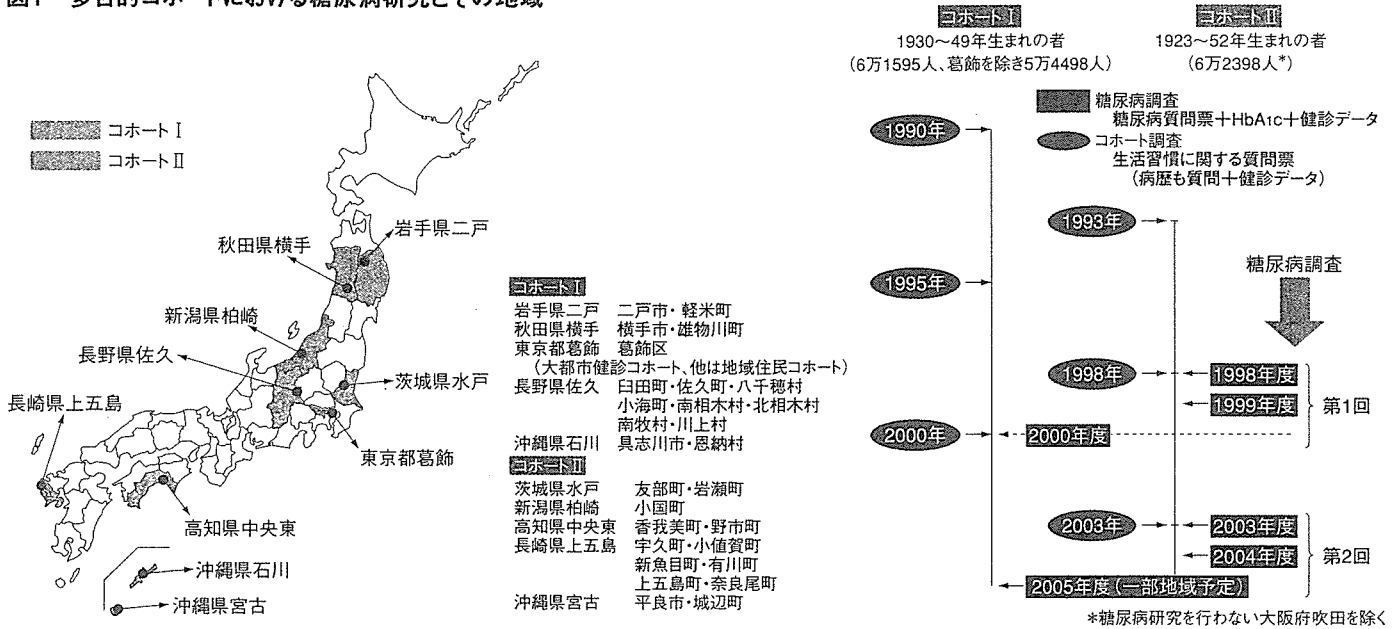 図1 多目的コホートにおける糖尿病研究とその地域
コホートⅠ
コホートⅡ
岩手県二戸
秋田県横手
新潟県柏崎
長野県佐久
茨城県水戸
長崎県上五島
東京都葛飾
高知県中央東
沖縄県石川
沖縄県宮古
コホートⅠ
岩手県二戸 二戸市・軽米町
秋田県横手 横手市・雄物川町
東京都葛飾 葛飾区
(大都市健診コホート、他は地域住民コホート)
長野県佐久 臼田町・佐久町・八千穂村
小海町・南相木村・北相木村
南牧村・川上村
沖縄県石川 具志川市・恩納村
コホートⅡ
茨城県水戸 友部町・岩瀬町
新潟県柏崎 小国町
高知県中央東 香我美町・野市町
長崎県上五島 宇久町・小値賀町
新魚目町・有川町
上五島町・奈良尾町
沖縄県宮古 平良市・城辺町
コホートⅠ
1930〜49年生まれの者
(6万1595人、葛飾を除き5万4498人)
コホートⅡ
1923〜52年生まれの者
(6万2398人*)
糖尿病調査
糖尿病質問票+HbA1c+健診データ
コホート調査
生活習慣に関する質問票
(病歴も質問+健診データ)
1990年
1993年
糖尿病調査
1995年
1998年
1998年度
1999年度
第1回
2000年
2000年度
2003年
2003年度
2004年度
第2回
2005年度(一部地域予定)
*糖尿病研究を行わない大阪府吹田を除く